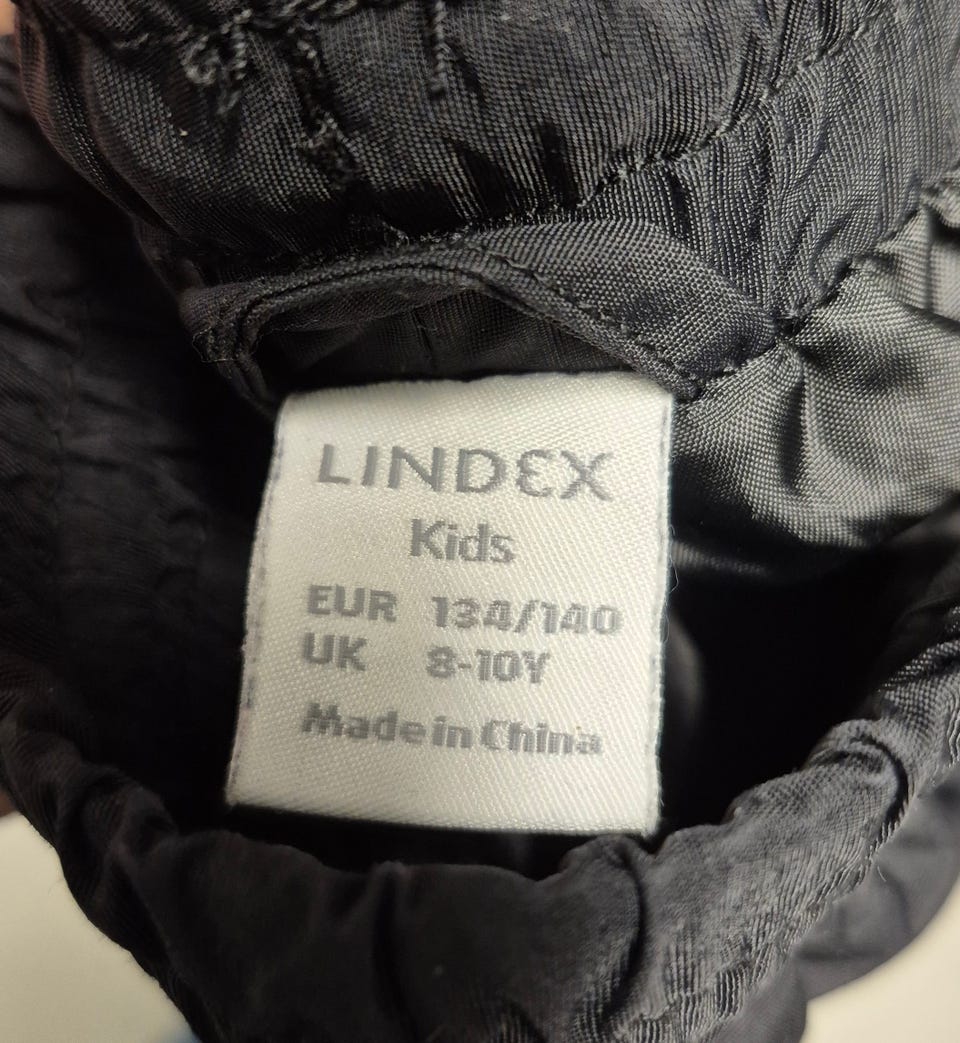 LINDEX
Kids
EUR 134/140
UK 8-10Y
Made in China